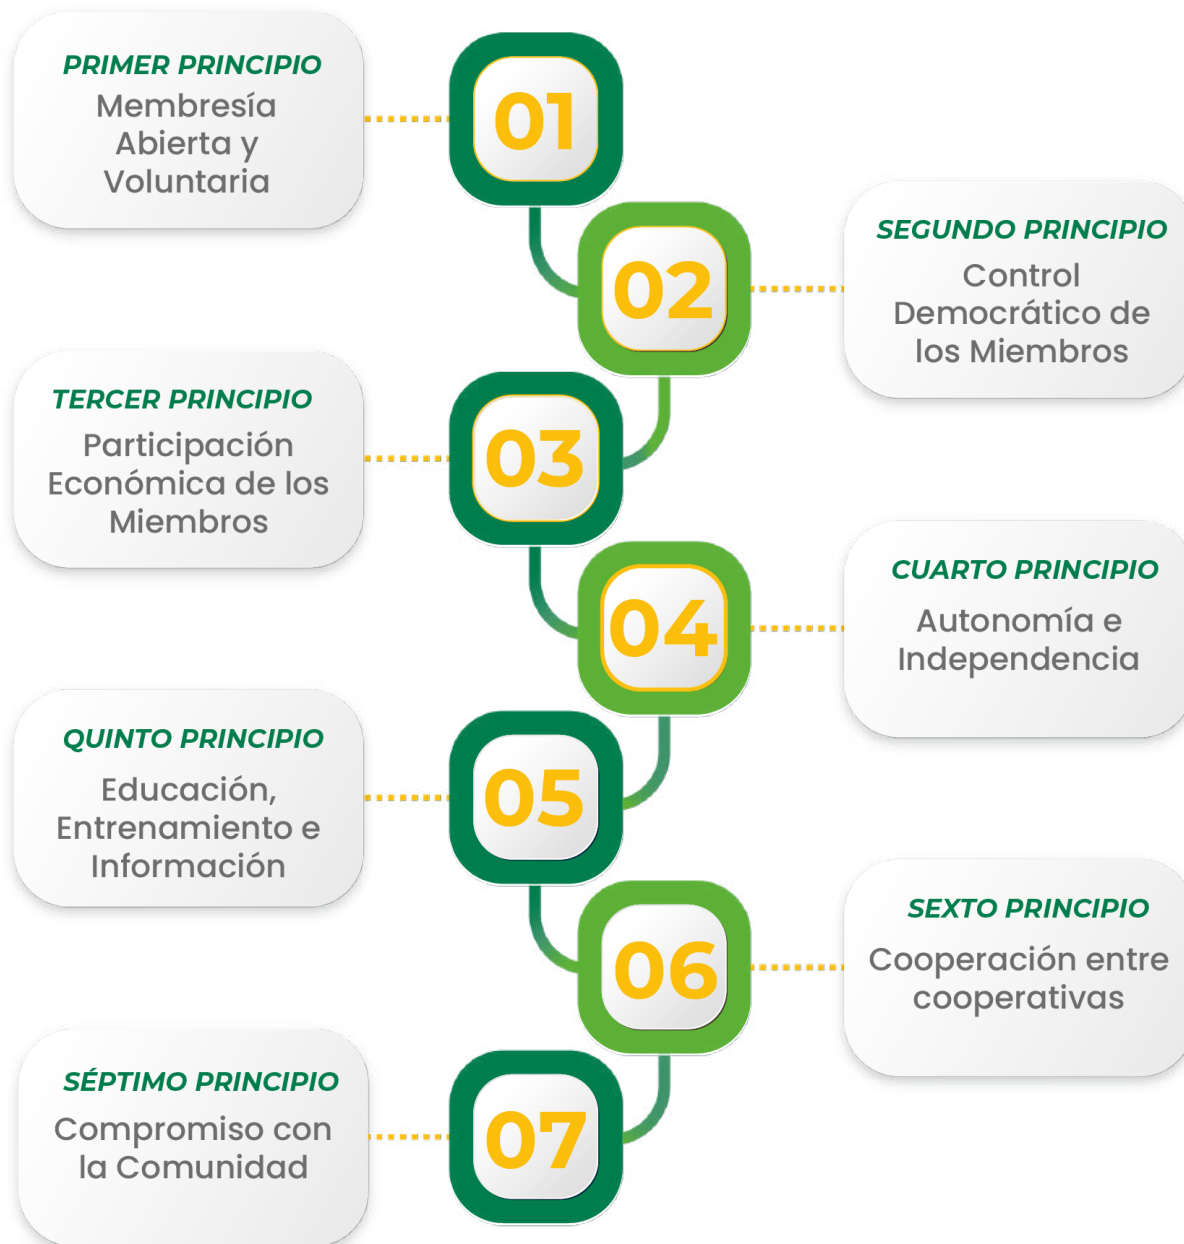 PRIMER PRINCIPIO
Membresía
Abierta y
Voluntaria
01
SEGUNDO PRINCIPIO
Control
Democrático de
los Miembros
02
TERCER PRINCIPIO
Participación
Económica de los
Miembros
03
CUARTO PRINCIPIO
Autonomía e
Independencia
04
QUINTO PRINCIPIO
Educación,
Entrenamiento e
Información
05
SEXTO PRINCIPIO
Cooperación entre
cooperativas
06
SÉPTIMO PRINCIPIO
Compromiso con
la Comunidad
07